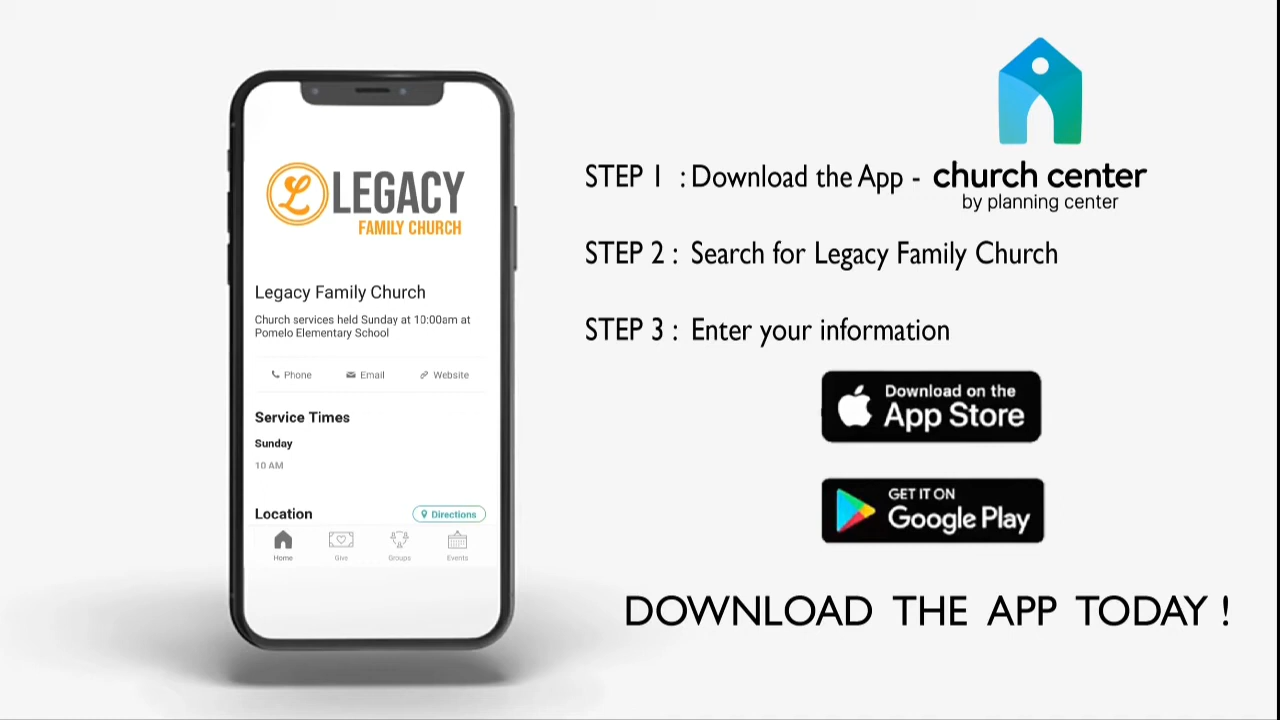 LEGACY
FAMILY CHURCH
Legacy Family Church
Church services held Sunday at 10:00am at
Pomelo Elementary School
Phone Email Website
Service Times
Sunday
10 AM
Location Directions
Home Give Groups Events
STEP 1 : Download the App - church center
by planning center
STEP 2 : Search for Legacy Family Church
STEP 3 : Enter your information
Download on the
App Store
GET IT ON
Google Play
DOWNLOAD THE APP TODAY !